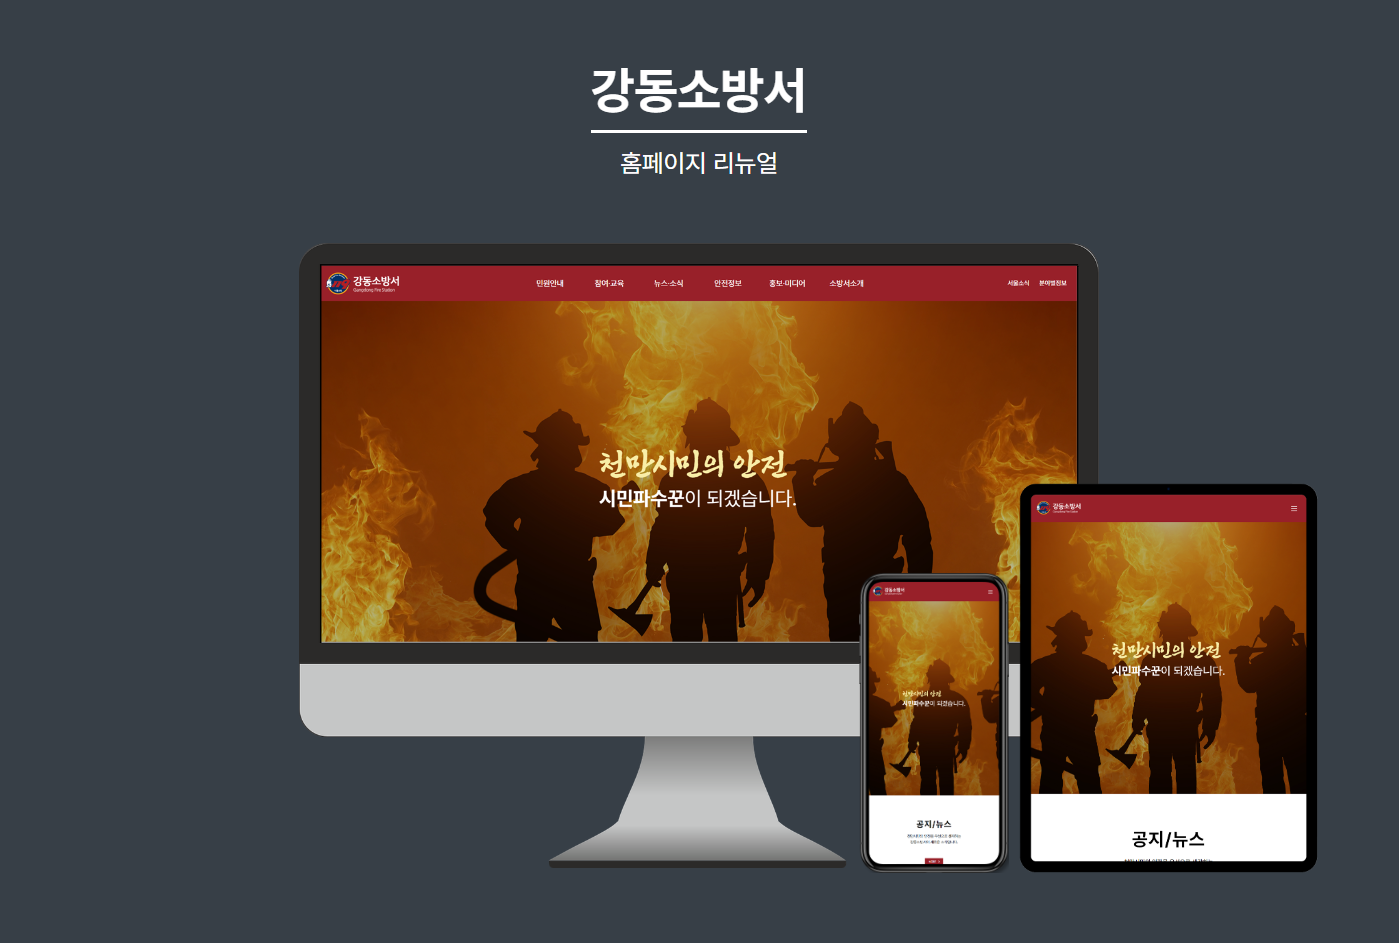 강동소방서
홈페이지 리뉴얼
강동소방서
Gangdong Fire Station
민원안내
참여·교육
뉴스·소식
안전정보
홍보·미디어
소방서소개
서울소식
분야별정보
천만시민의 안전
시민파수꾼이 되겠습니다.
강동소방서
천만시민의 안전
시민파수꾼이 되겠습니다.
공지/뉴스
강동소방서
천만시민의 안전
시민파수꾼이 되겠습니다.
공지/뉴스